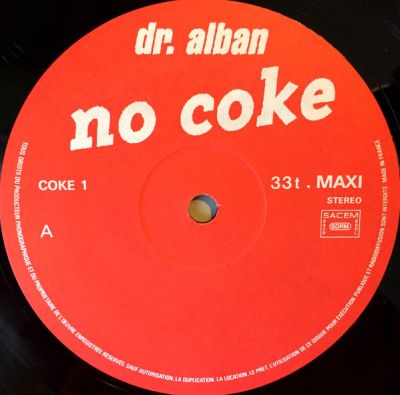 dr. alban
no coke
COKE 1
33t . MAXI
STEREO
A
SACEM
SDRM
TOUS DROITS DU PRODUCTEUR PHONOGRAPHIQUE ET DU PROPRIETAIRE DE L'ŒUVRE ENREGISTREE RESERVES SAUF AUTORISATION, LA DUPLICATION, LA LOCATION, LE PRET, L'UTILISATION DE CE DISQUE POUR EXECUTION PUBLIQUE ET RADIODIFFUSION SONT INTERDITS MADE IN FRANCE